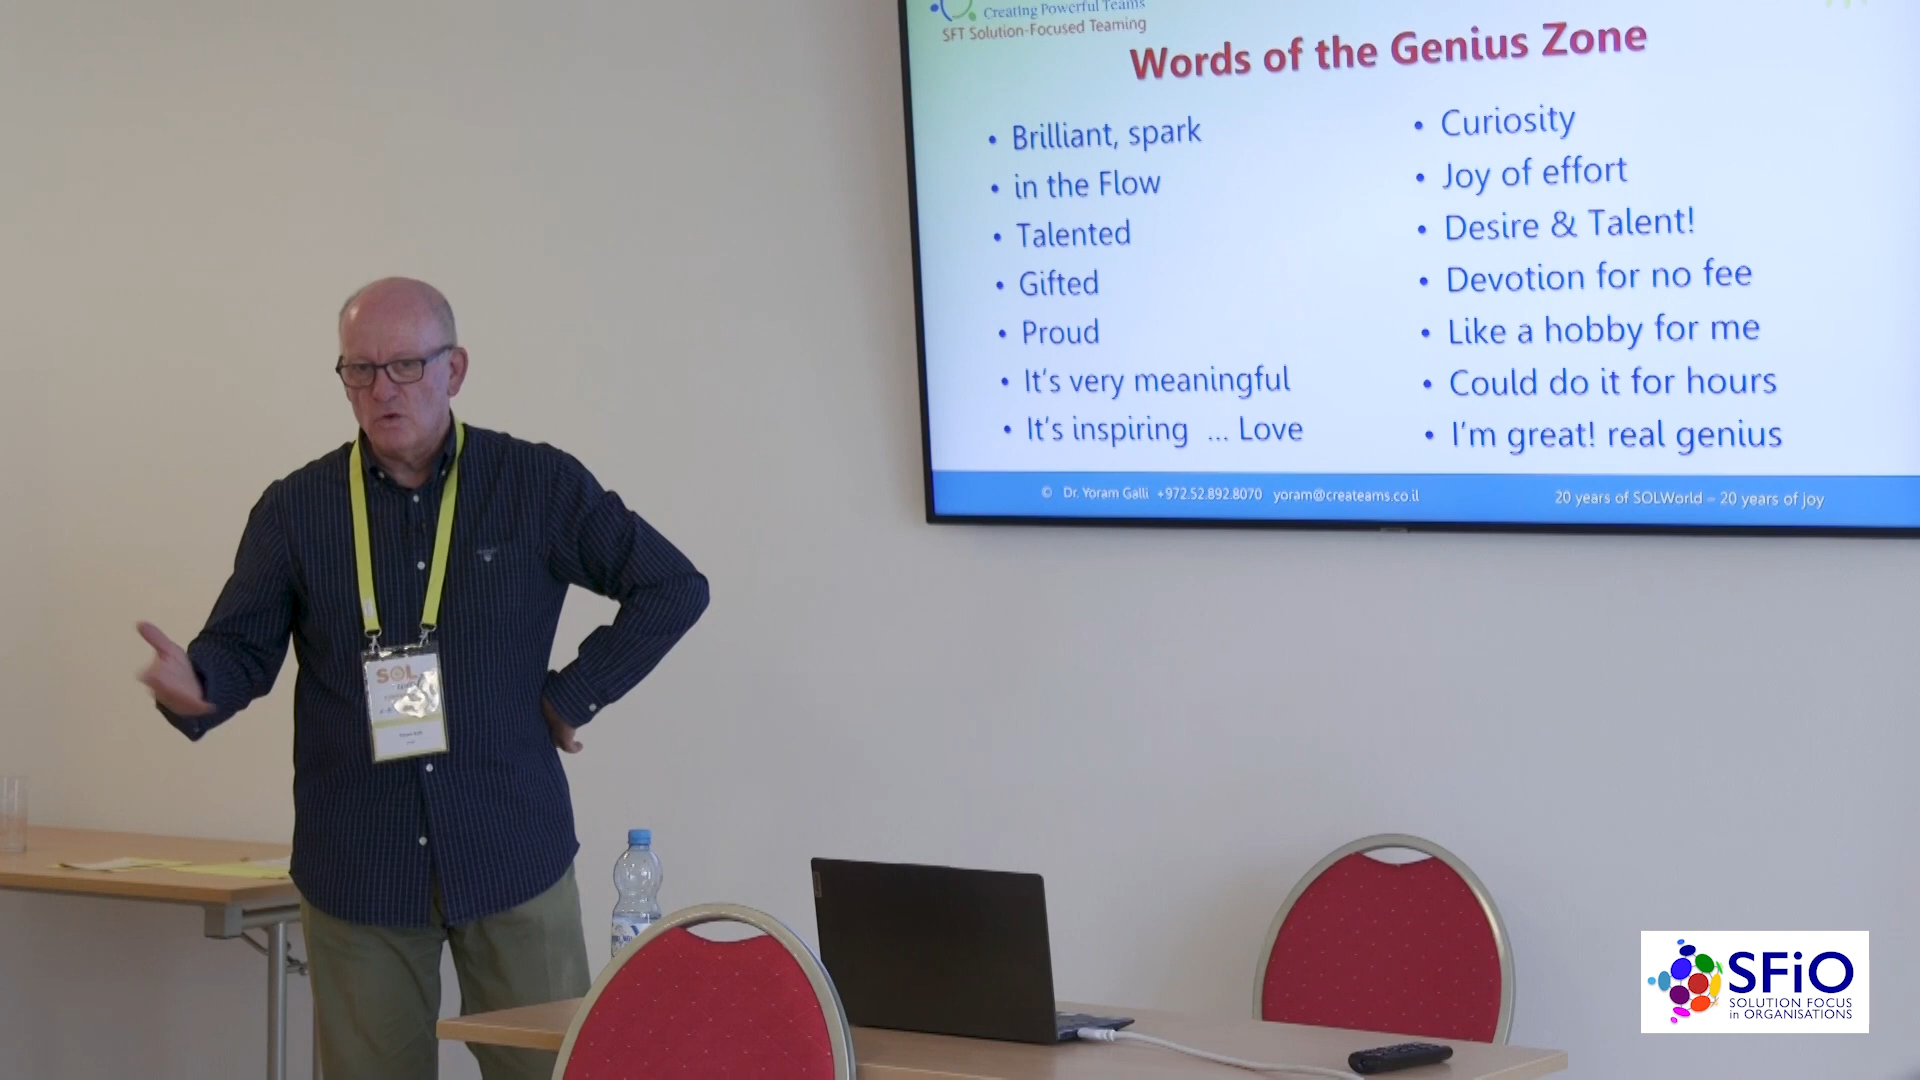 Creating Powerful Teams
SFT Solution-Focused Teaming
Words of the Genius Zone
• Brilliant, spark
• in the Flow
• Talented
• Gifted
• Proud
• It's very meaningful
• It's inspiring ... Love
• Curiosity
• Joy of effort
• Desire & Talent!
• Devotion for no fee
• Like a hobby for me
• Could do it for hours
• I'm great! real genius
© Dr. Yoram Galli +972.52.892.8070 yoram@createams.co.il
20 years of SOLWorld – 20 years of joy
SOL
SFiO
SOLUTION FOCUS
in ORGANISATIONS